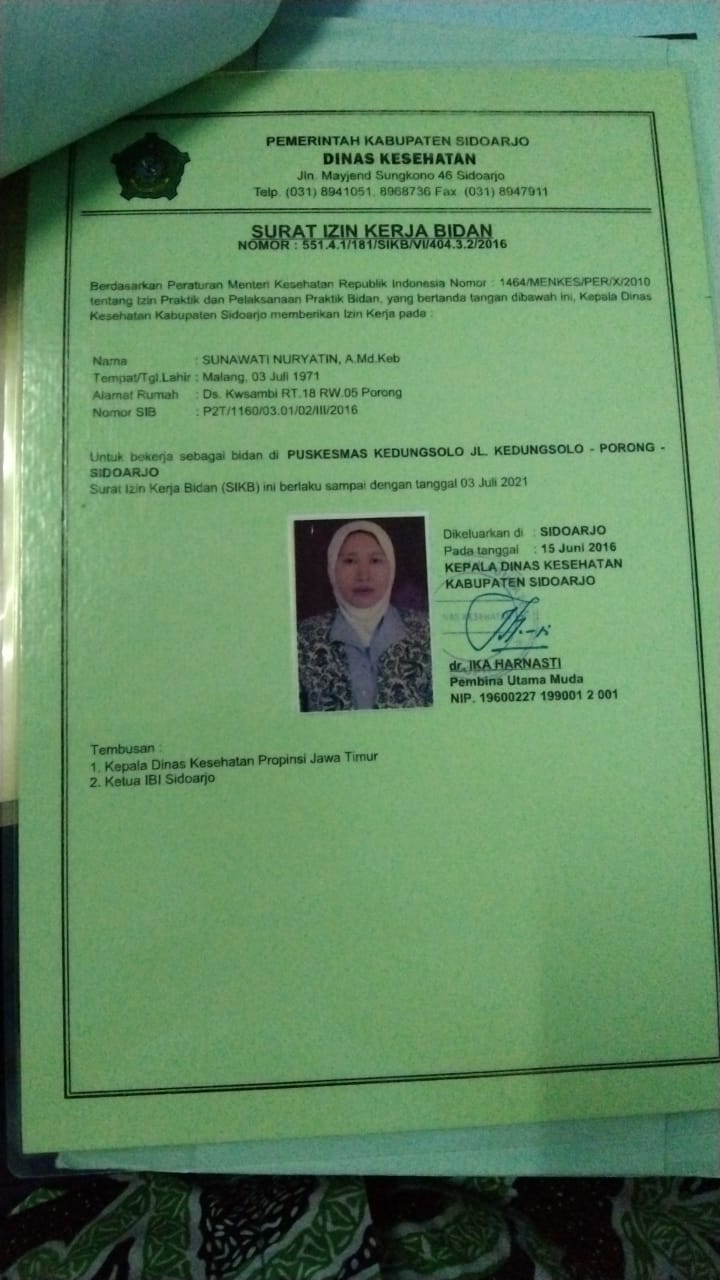 PEMERINTAH KABUPATEN SIDOARJO
DINAS KESEHATAN
Jln. Mayjend Sungkono 46 Sidoarjo
Telp. (031) 8941051, 8968736 Fax. (031) 8947911
SURAT IZIN KERJA BIDAN
NOMOR : 551.4.1/181/SIKB/VI/404.3.2/2016
Berdasarkan Peraturan Menteri Kesehatan Republik Indonesia Nomor : 1464/MENKES/PER/X/2010
tentang Izin Praktik dan Pelaksanaan Praktik Bidan, yang bertanda tangan dibawah ini, Kepala Dinas
Kesehatan Kabupaten Sidoarjo memberikan Izin Kerja pada :
Nama : SUNAWATI NURYATIN, A.Md.Keb
Tempat/Tgl.Lahir : Malang, 03 Juli 1971
Alamat Rumah : Ds. Kwsambi RT.18 RW.05 Porong
Nomor SIB : P2T/1160/03.01/02/III/2016
Untuk bekerja sebagai bidan di PUSKESMAS KEDUNGSOLO JL. KEDUNGSOLO - PORONG -
SIDOARJO
Surat Izin Kerja Bidan (SIKB) ini berlaku sampai dengan tanggal 03 Juli 2021
Dikeluarkan di : SIDOARJO
Pada tanggal : 15 Juni 2016
KEPALA DINAS KESEHATAN
KABUPATEN SIDOARJO
dr. IKA HARNASTI
Pembina Utama Muda
NIP. 19600227 199001 2 001
Tembusan :
1. Kepala Dinas Kesehatan Propinsi Jawa Timur
2. Ketua IBI Sidoarjo